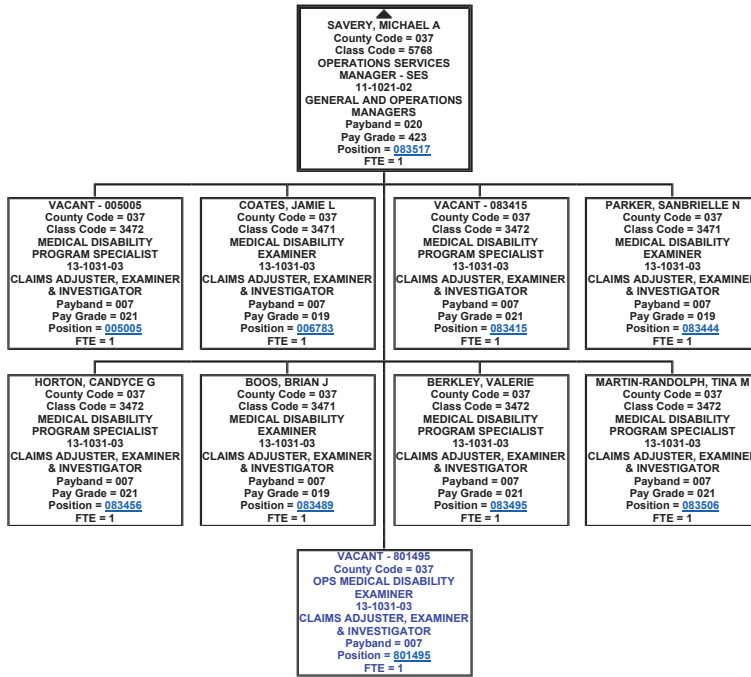 SAVERY, MICHAEL A
County Code = 037
Class Code = 5768
OPERATIONS SERVICES
MANAGER - SES
11-1021-02
GENERAL AND OPERATIONS
MANAGERS
Payband = 020
Pay Grade = 423
Position = 083517
FTE = 1
VACANT - 005005
County Code = 037
Class Code = 3472
MEDICAL DISABILITY
PROGRAM SPECIALIST
13-1031-03
CLAIMS ADJUSTER, EXAMINER
& INVESTIGATOR
Payband = 007
Pay Grade = 021
Position = 005005
FTE = 1
COATES, JAMIE L
County Code = 037
Class Code = 3471
MEDICAL DISABILITY
EXAMINER
13-1031-03
CLAIMS ADJUSTER, EXAMINER
& INVESTIGATOR
Payband = 007
Pay Grade = 019
Position = 006783
FTE = 1
VACANT - 083415
County Code = 037
Class Code = 3472
MEDICAL DISABILITY
PROGRAM SPECIALIST
13-1031-03
CLAIMS ADJUSTER, EXAMINER
& INVESTIGATOR
Payband = 007
Pay Grade = 021
Position = 083415
FTE = 1
PARKER, SANBRIELLE N
County Code = 037
Class Code = 3471
MEDICAL DISABILITY
EXAMINER
13-1031-03
CLAIMS ADJUSTER, EXAMINER
& INVESTIGATOR
Payband = 007
Pay Grade = 019
Position = 083444
FTE = 1
HORTON, CANDYCE G
County Code = 037
Class Code = 3472
MEDICAL DISABILITY
PROGRAM SPECIALIST
13-1031-03
CLAIMS ADJUSTER, EXAMINER
& INVESTIGATOR
Payband = 007
Pay Grade = 021
Position = 083456
FTE = 1
BOOS, BRIAN J
County Code = 037
Class Code = 3471
MEDICAL DISABILITY
EXAMINER
13-1031-03
CLAIMS ADJUSTER, EXAMINER
& INVESTIGATOR
Payband = 007
Pay Grade = 019
Position = 083489
FTE = 1
BERKLEY, VALERIE
County Code = 037
Class Code = 3472
MEDICAL DISABILITY
PROGRAM SPECIALIST
13-1031-03
CLAIMS ADJUSTER, EXAMINER
& INVESTIGATOR
Payband = 007
Pay Grade = 021
Position = 083495
FTE = 1
MARTIN-RANDOLPH, TINA M
County Code = 037
Class Code = 3472
MEDICAL DISABILITY
PROGRAM SPECIALIST
13-1031-03
CLAIMS ADJUSTER, EXAMINER
& INVESTIGATOR
Payband = 007
Pay Grade = 021
Position = 083506
FTE = 1
VACANT - 801495
County Code = 037
OPS MEDICAL DISABILITY
EXAMINER
13-1031-03
CLAIMS ADJUSTER, EXAMINER
& INVESTIGATOR
Payband = 007
Position = 801495
FTE = 1